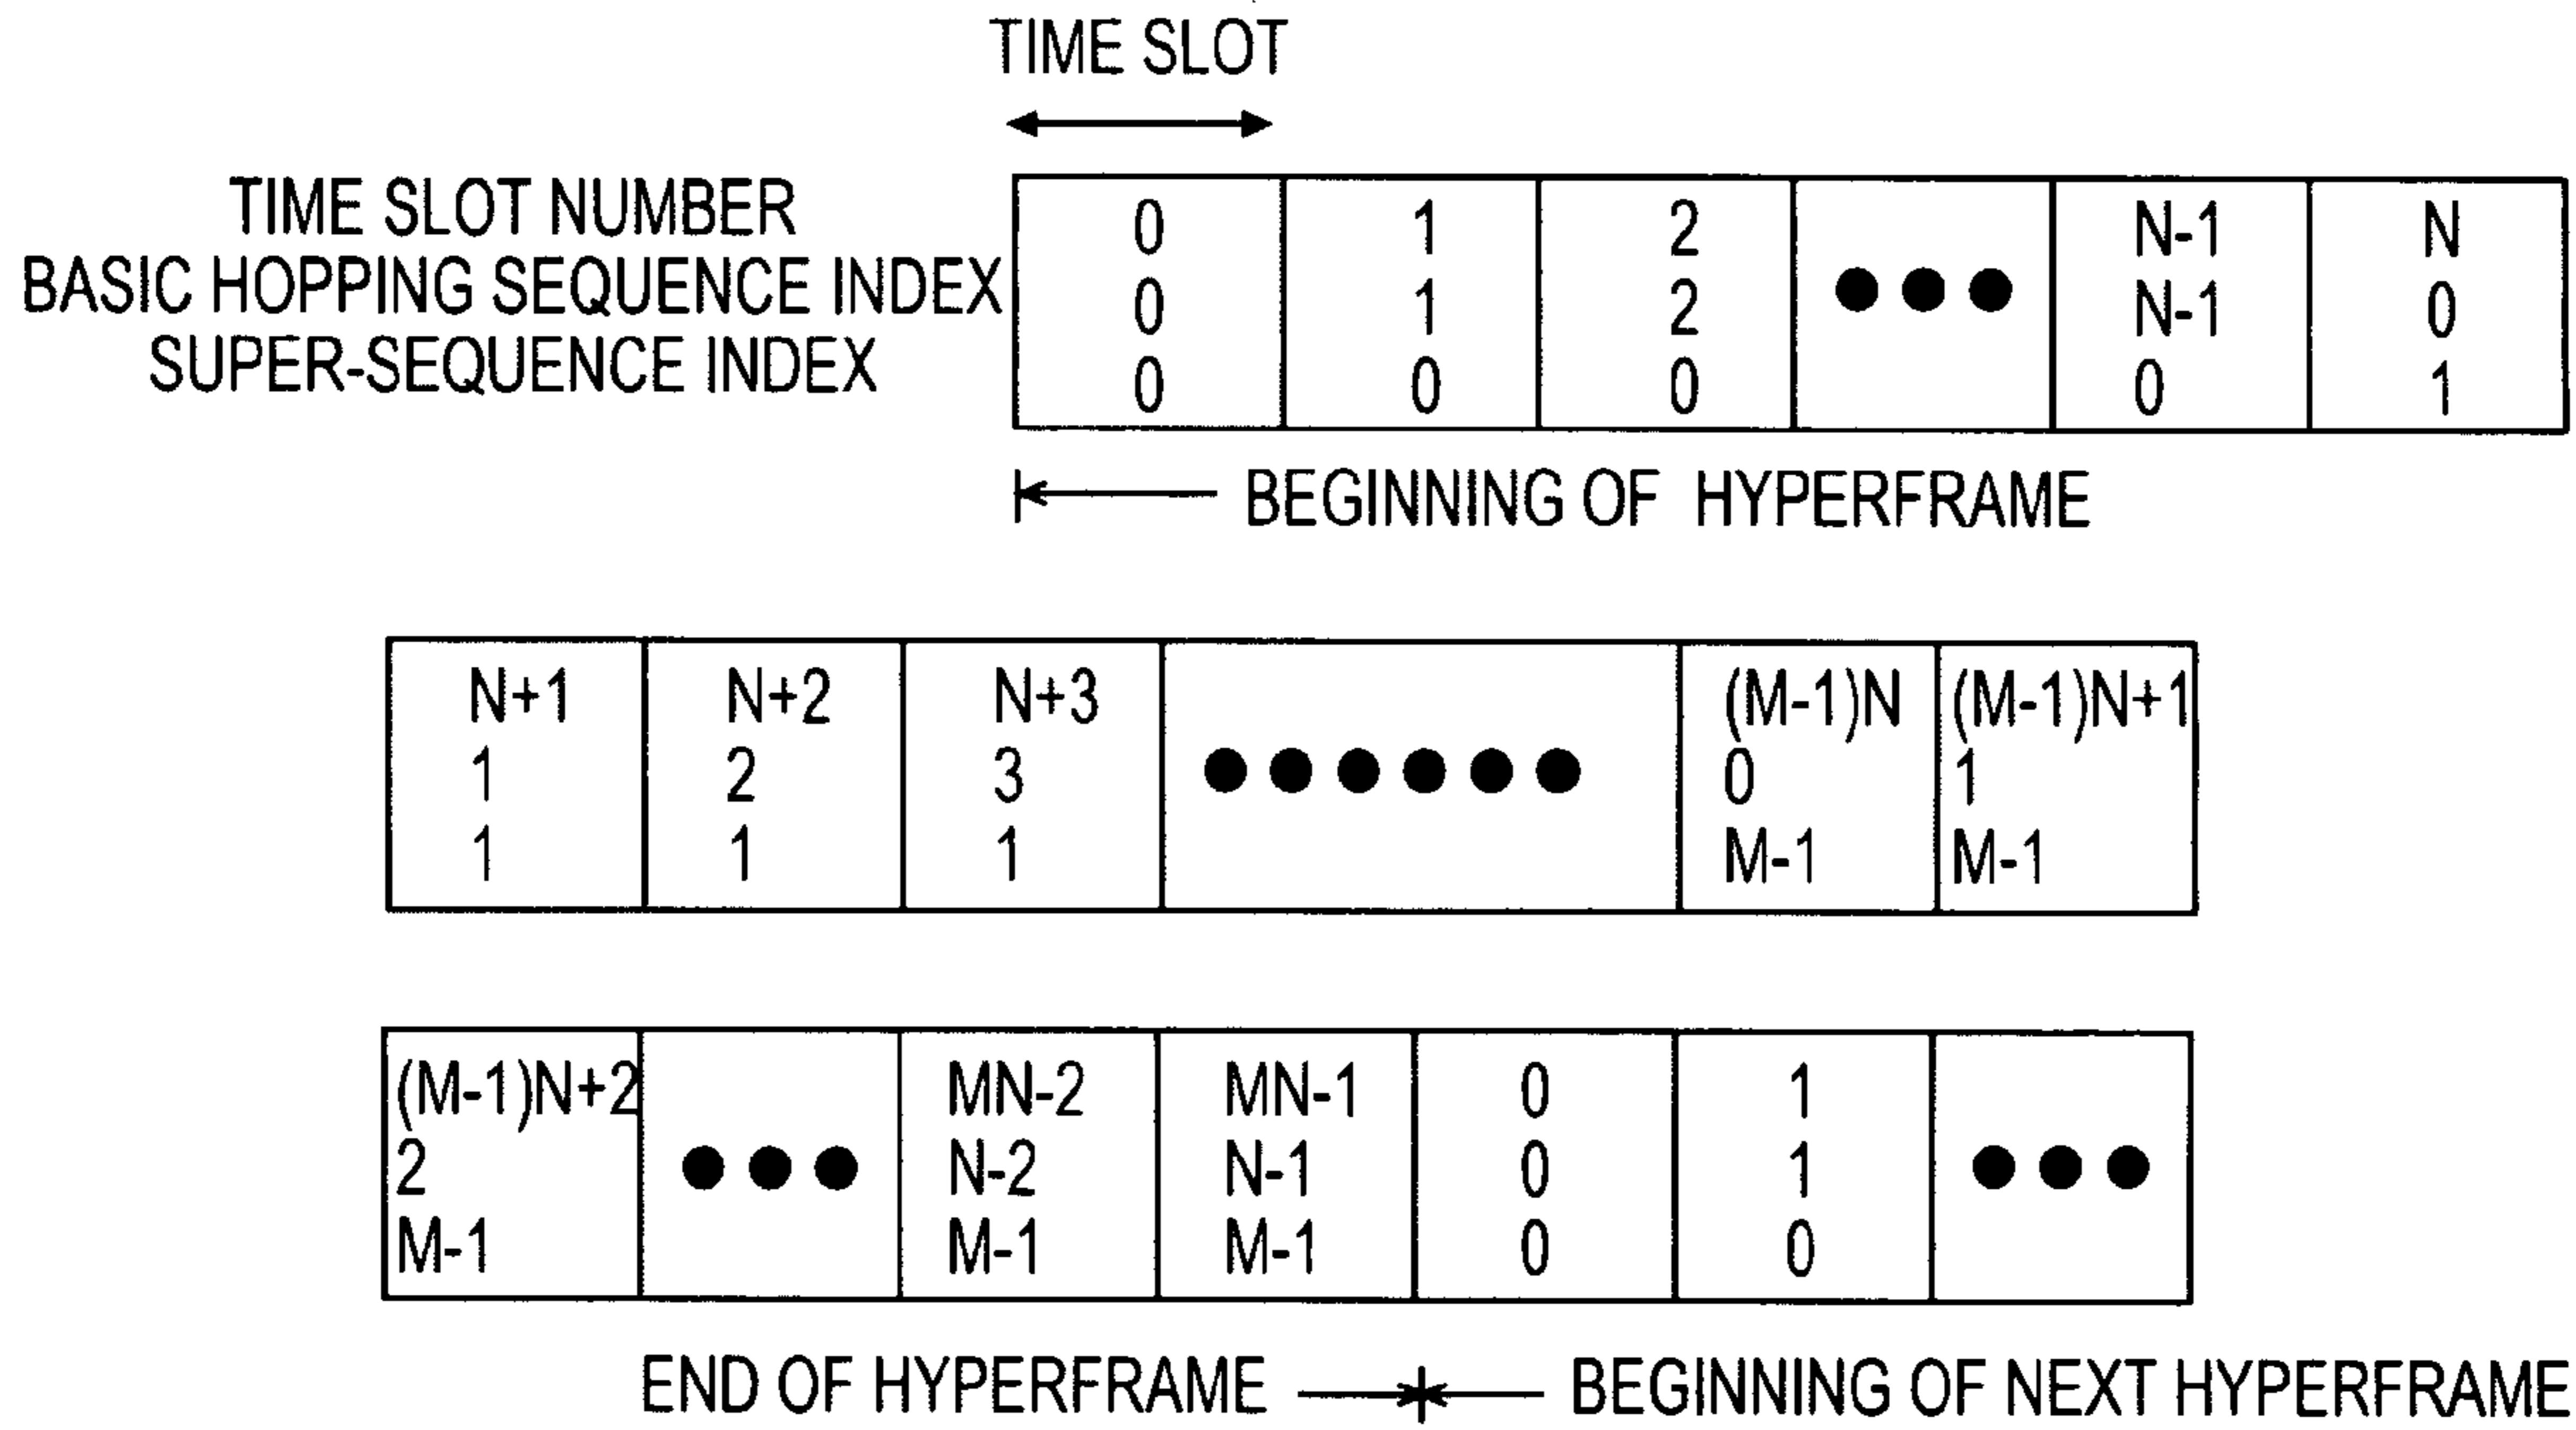 TIME SLOT
TIME SLOT NUMBER 0 1 2 N-1 N
BASIC HOPPING SEQUENCE INDEX 0 1 2 ••• N-1 0
SUPER-SEQUENCE INDEX 0 0 0 0 1
BEGINNING OF HYPERFRAME
N+1 N+2 N+3 (M-1)N (M-1)N+1
1 2 3 •••••• 0 1
1 1 1 M-1 M-1
(M-1)N+2 MN-2 MN-1 0 1
2 ••• N-2 N-1 0 1 •••
M-1 M-1 M-1 0 0
END OF HYPERFRAME BEGINNING OF NEXT HYPERFRAME